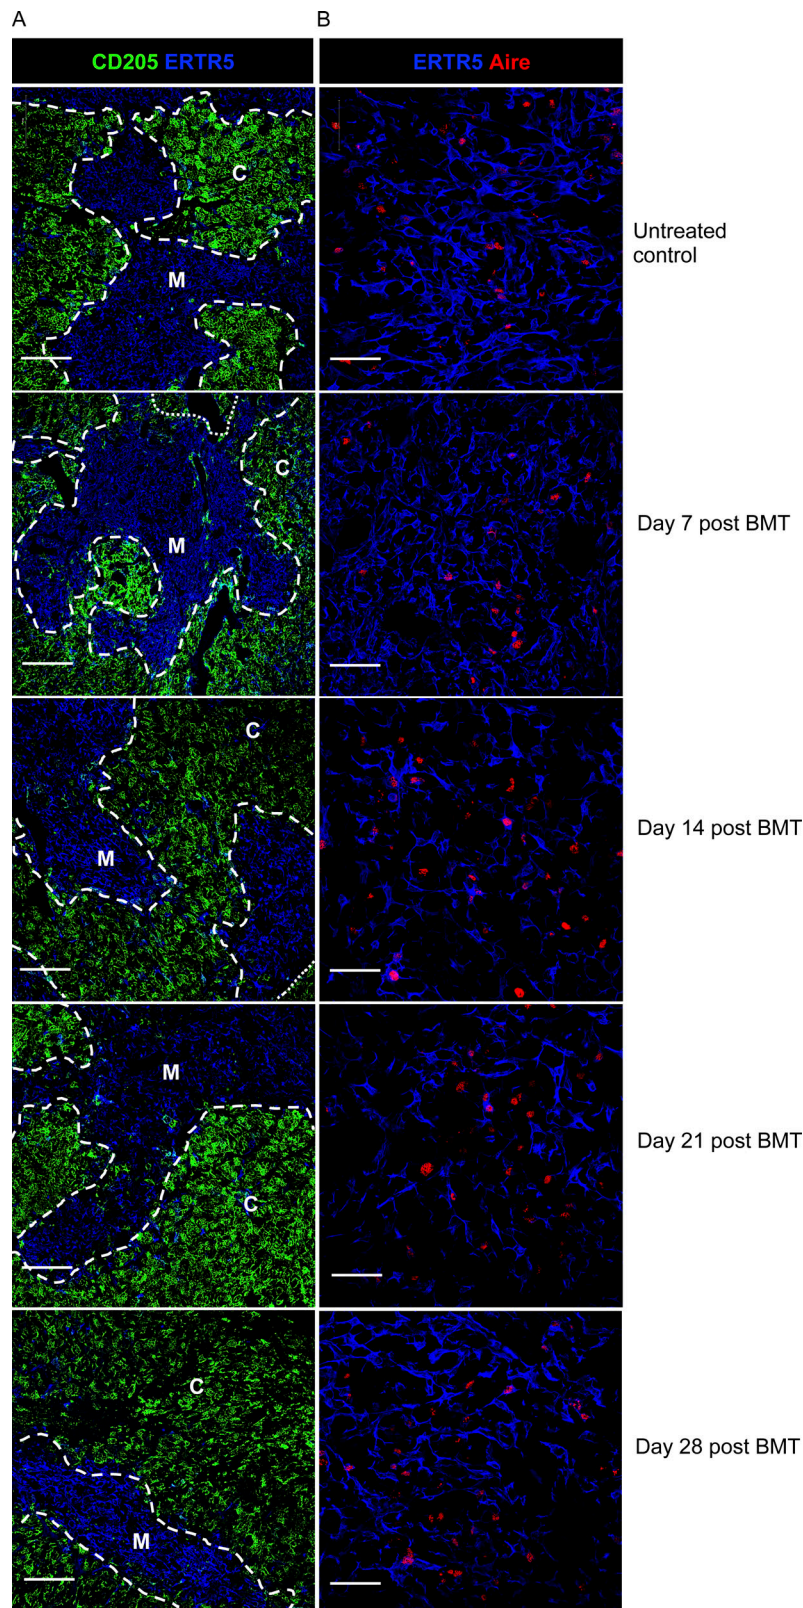 A
B
CD205 ERTR5
ERTR5 Aire
C
M
Untreated
control
C
M
Day 7 post BMT
C
M
Day 14 post BMT
M
C
Day 21 post BMT
C
M
Day 28 post BMT